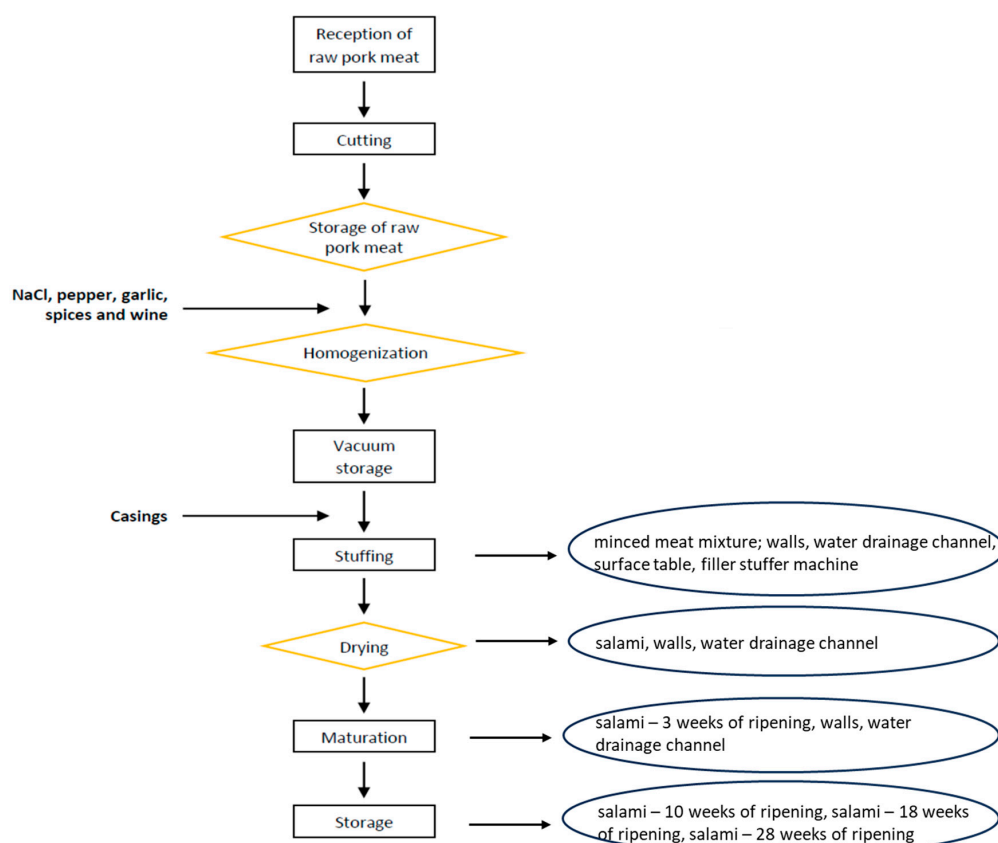 Reception of
raw pork meat
Cutting
Storage of raw
pork meat
NaCl, pepper, garlic,
spices and wine
Homogenization
Vacuum
storage
Casings
Stuffing
minced meat mixture; walls, water drainage channel,
surface table, filler stuffer machine
Drying
salami, walls, water drainage channel
Maturation
salami – 3 weeks of ripening, walls, water
drainage channel
Storage
salami – 10 weeks of ripening, salami – 18 weeks
of ripening, salami – 28 weeks of ripening